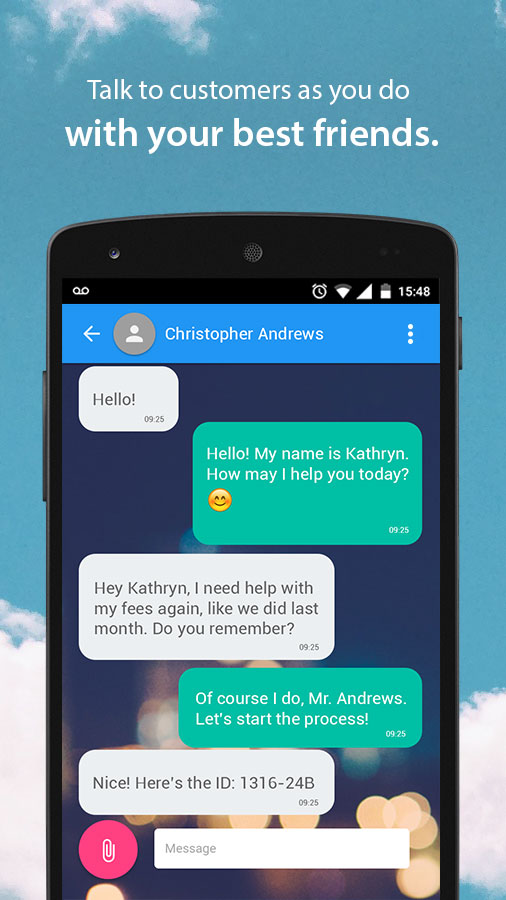 Talk to customers as you do
with your best friends.
15:48
Christopher Andrews
Hello!
09:25
Hello! My name is Kathryn.
How may I help you today?
😊
09:25
Hey Kathryn, I need help with
my fees again, like we did last
month. Do you remember?
09:25
Of course I do, Mr. Andrews.
Let's start the process!
09:25
Nice! Here's the ID: 1316-24B
09:25
Message